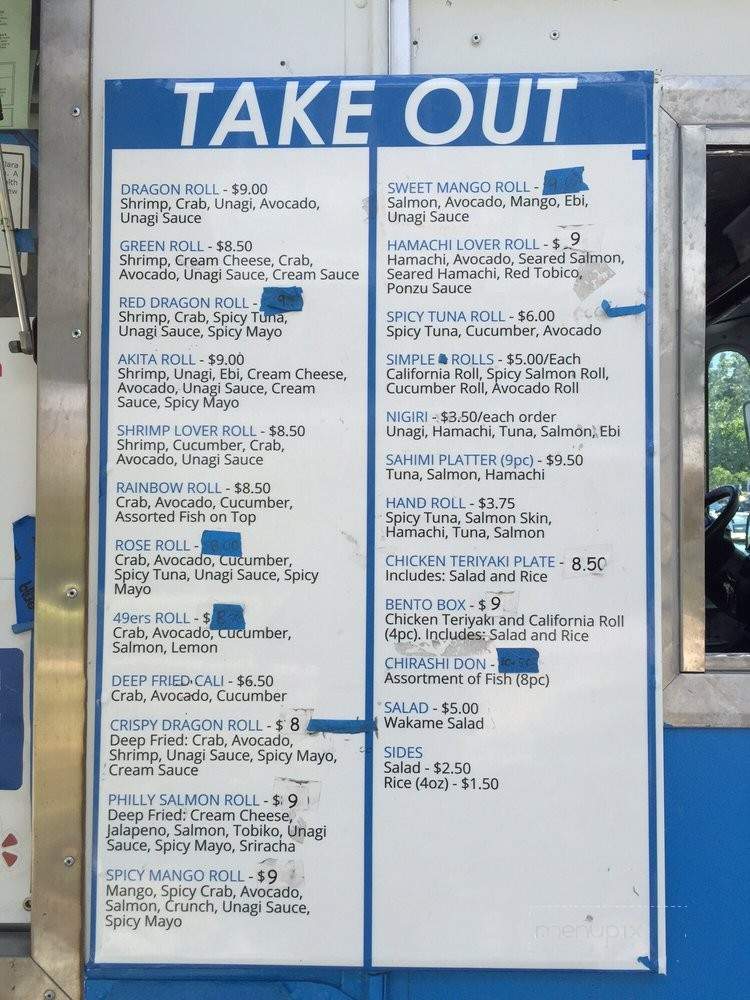 TAKE OUT
DRAGON ROLL - $9.00
Shrimp, Crab, Unagi, Avocado,
Unagi Sauce
GREEN ROLL - $8.50
Shrimp, Cream Cheese, Crab,
Avocado, Unagi Sauce, Cream Sauce
RED DRAGON ROLL -
Shrimp, Crab, Spicy Tuna,
Unagi Sauce, Spicy Mayo
AKITA ROLL - $9.00
Shrimp, Unagi, Ebi, Cream Cheese,
Avocado, Unagi Sauce, Cream
Sauce, Spicy Mayo
SHRIMP LOVER ROLL - $8.50
Shrimp, Cucumber, Crab,
Avocado, Unagi Sauce
RAINBOW ROLL - $8.50
Crab, Avocado, Cucumber,
Assorted Fish on Top
ROSE ROLL -
Crab, Avocado, Cucumber,
Spicy Tuna, Unagi Sauce, Spicy
Mayo
49ers ROLL - $
Crab, Avocado, Cucumber,
Salmon, Lemon
DEEP FRIED CALI - $6.50
Crab, Avocado, Cucumber
CRISPY DRAGON ROLL - $ 8
Deep Fried: Crab, Avocado,
Shrimp, Unagi Sauce, Spicy Mayo,
Cream Sauce
PHILLY SALMON ROLL - $ 9
Deep Fried: Cream Cheese,
Jalapeno, Salmon, Tobiko, Unagi
Sauce, Spicy Mayo, Sriracha
SPICY MANGO ROLL - $9
Mango, Spicy Crab, Avocado,
Salmon, Crunch, Unagi Sauce,
Spicy Mayo
SWEET MANGO ROLL -
Salmon, Avocado, Mango, Ebi,
Unagi Sauce
HAMACHI LOVER ROLL - $ 9
Hamachi, Avocado, Seared Salmon,
Seared Hamachi, Red Tobico,
Ponzu Sauce
SPICY TUNA ROLL - $6.00
Spicy Tuna, Cucumber, Avocado
SIMPLE ROLLS - $5.00/Each
California Roll, Spicy Salmon Roll,
Cucumber Roll, Avocado Roll
NIGIRI - $3.50/each order
Unagi, Hamachi, Tuna, Salmon, Ebi
SAHIMI PLATTER (9pc) - $9.50
Tuna, Salmon, Hamachi
HAND ROLL - $3.75
Spicy Tuna, Salmon Skin,
Hamachi, Tuna, Salmon
CHICKEN TERIYAKI PLATE - 8.50
Includes: Salad and Rice
BENTO BOX - $ 9
Chicken Teriyaki and California Roll
(4pc). Includes: Salad and Rice
CHIRASHI DON -
Assortment of Fish (8pc)
SALAD - $5.00
Wakame Salad
SIDES
Salad - $2.50
Rice (4oz) - $1.50
menupix